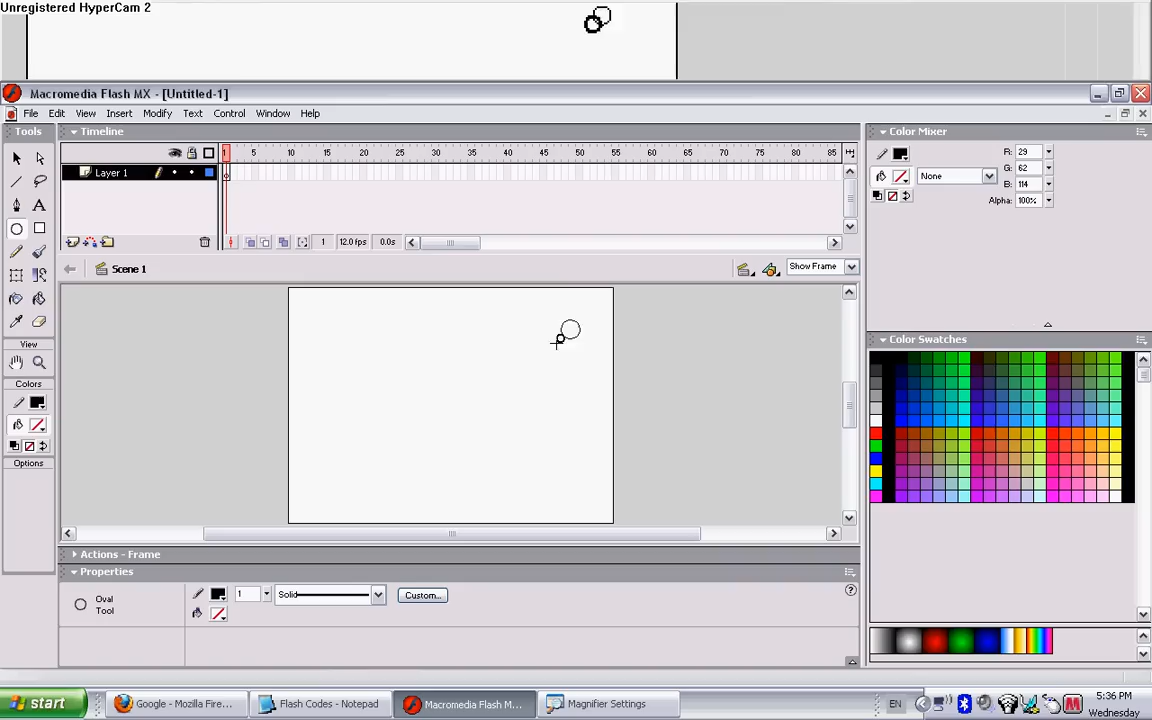 Unregistered HyperCam 2
Macromedia Flash MX - [Untitled-1]
File Edit View Insert Modify Text Control Window Help
Tools
Timeline
Color Mixer
1 5 10 15 20 25 30 35 40 45 50 55 60 65 70 75 80 85
Layer 1
R: 29
G: 62
None
B: 114
Alpha: 100%
1 12.0 fps 0.0s
Scene 1
Show Frame
View
Color Swatches
Colors
Options
Actions - Frame
Properties
Oval
Tool
1
Solid
Custom...
start
Google - Mozilla Fire...
Flash Codes - Notepad
Macromedia Flash M...
Magnifier Settings
EN
5:36 PM
Wednesday